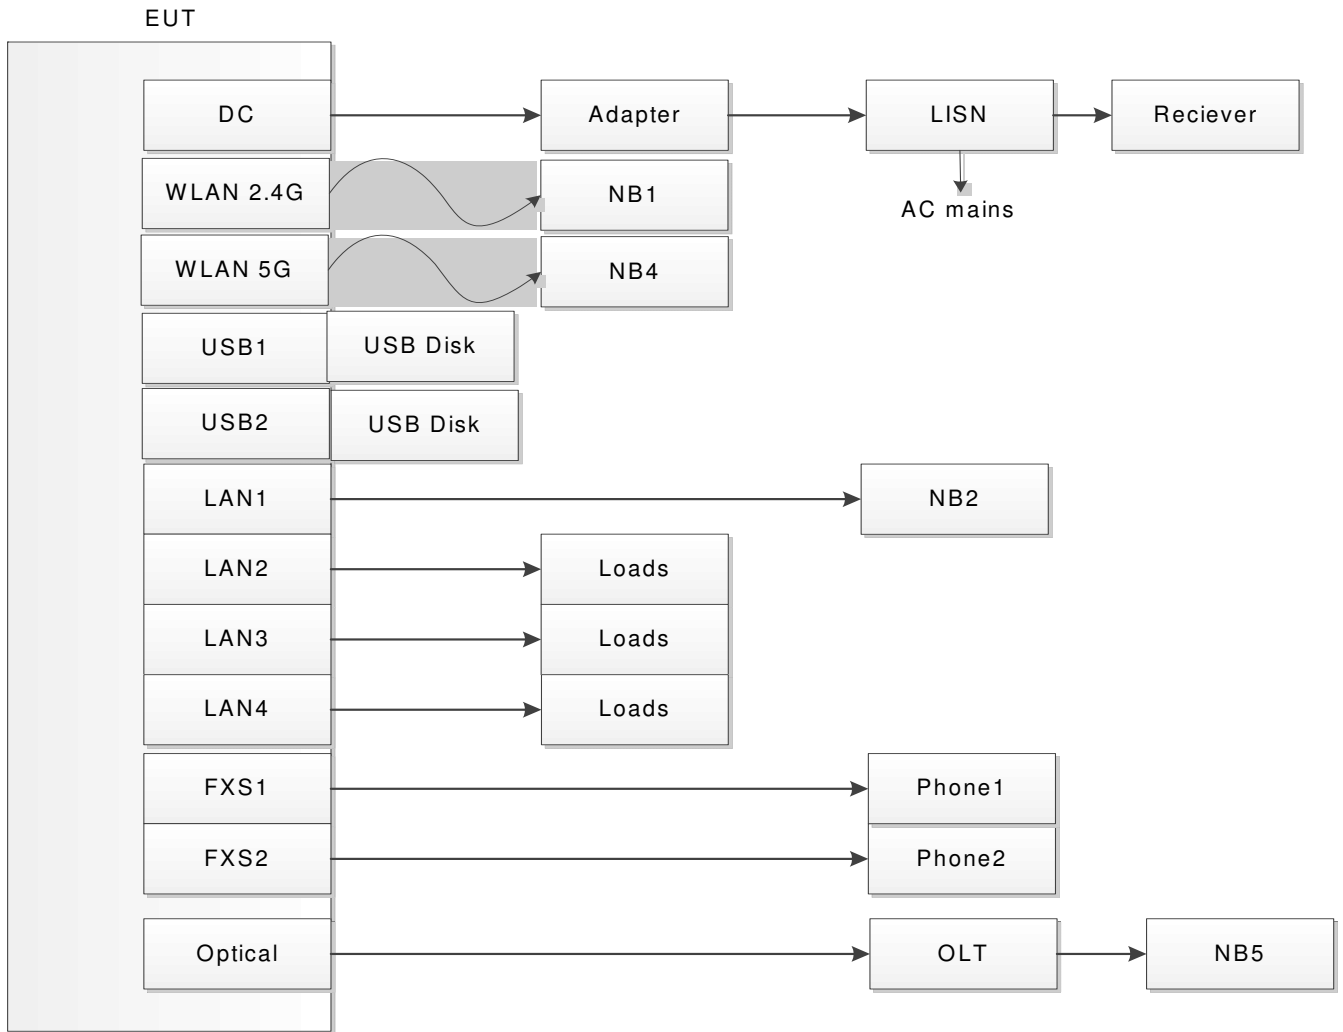 EUT
DC
Adapter
LISN
Reciever
WLAN 2.4G
NB1
AC mains
WLAN 5G
NB4
USB1
USB Disk
USB2
USB Disk
LAN1
NB2
LAN2
Loads
LAN3
Loads
LAN4
Loads
FXS1
Phone1
FXS2
Phone2
Optical
OLT
NB5